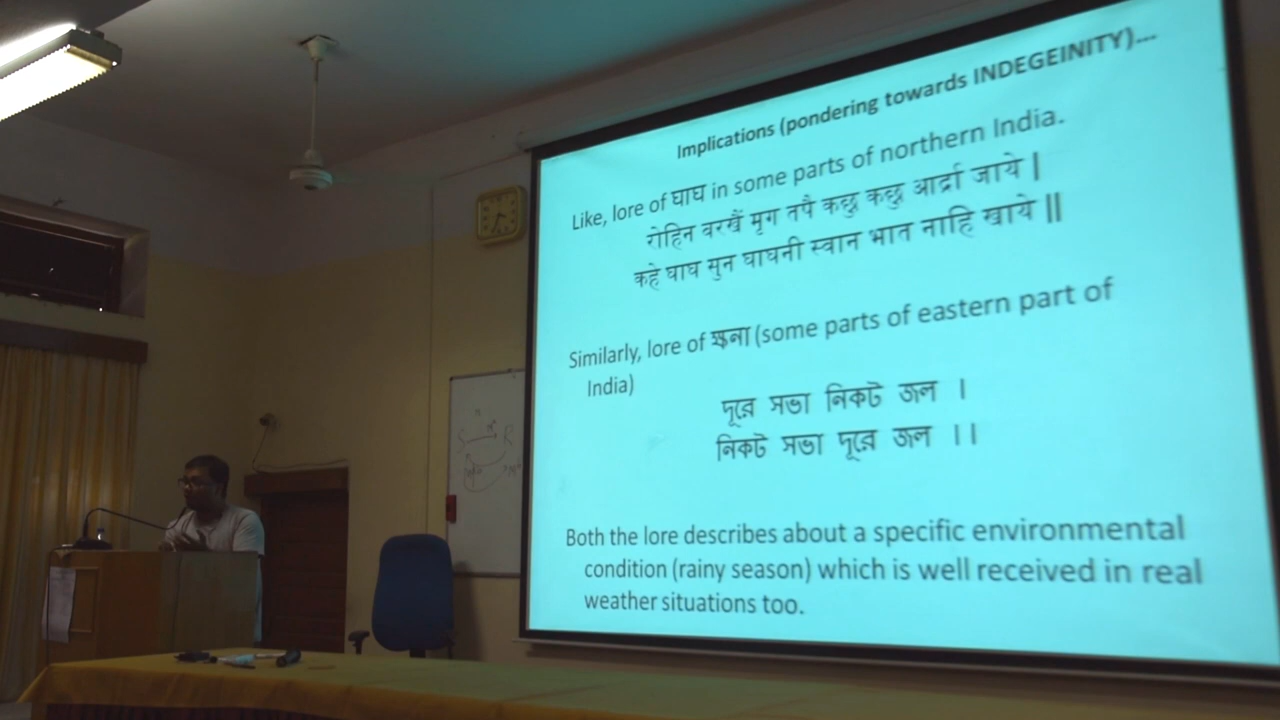 Implications (pondering towards INDEGEINITY)...
Like, lore of घाघ in some parts of northern India.
रोहिन वरखैं मृग तपै कछु कछु आर्द्रा जाये |
कहे घाघ सुन घाघनी स्वान भात नाहि खाये ||
Similarly, lore of (some parts of eastern part of
India)
দূরে সভা নিকট জল ।
নিকট সভা দূরে জল ।।
Both the lore describes about a specific environmental
condition (rainy season) which is well received in real
weather situations too.
S
R